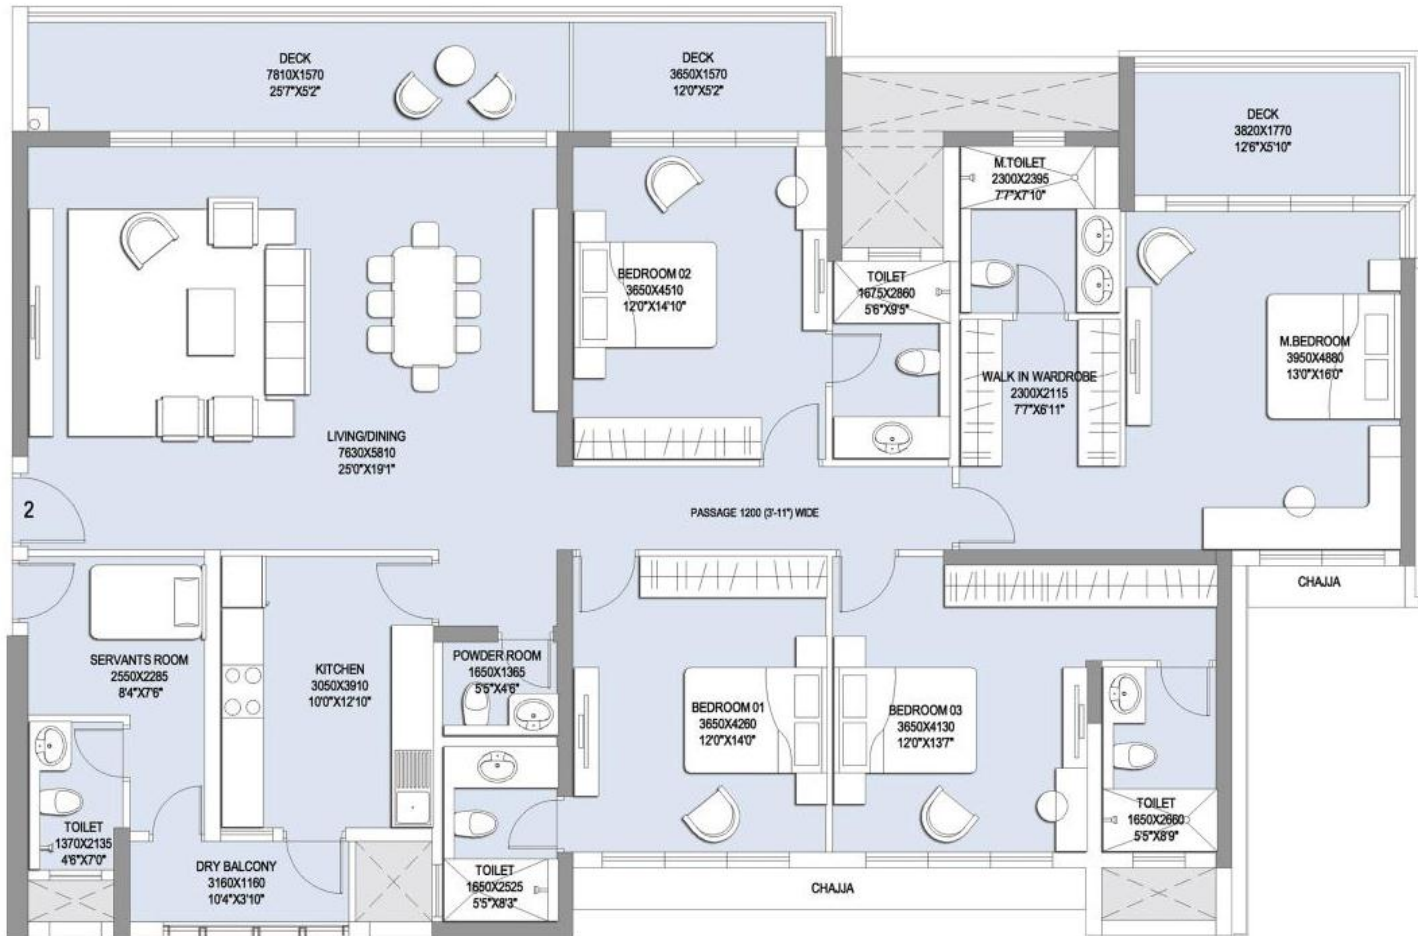 DECK
7810X1570
25'7"X5'2"
DECK
3650X1570
12'0"X5'2"
DECK
3820X1770
12'6"X5'10"
M.TOILET
2300X2395
7'7"X7'10"
BEDROOM 02
3650X4510
12'0"X14'10"
TOILET
1675X2860
5'6"X9'5"
M.BEDROOM
3950X4880
13'0"X16'0"
WALK IN WARDROBE
2300X2115
7'7"X6'11"
LIVING/DINING
7630X5810
25'0"X19'1"
2
PASSAGE 1200 (3'-11") WIDE
CHAJJA
SERVANTS ROOM
2550X2285
8'4"X7'6"
KITCHEN
3050X3910
10'0"X12'10"
POWDER ROOM
1650X1365
5'5"X4'6"
BEDROOM 01
3650X4260
12'0"X14'0"
BEDROOM 03
3650X4130
12'0"X13'7"
TOILET
1370X2135
4'6"X7'0"
TOILET
1650X2660
5'5"X8'9"
DRY BALCONY
3160X1160
10'4"X3'10"
TOILET
1650X2525
5'5"X8'3"
CHAJJA